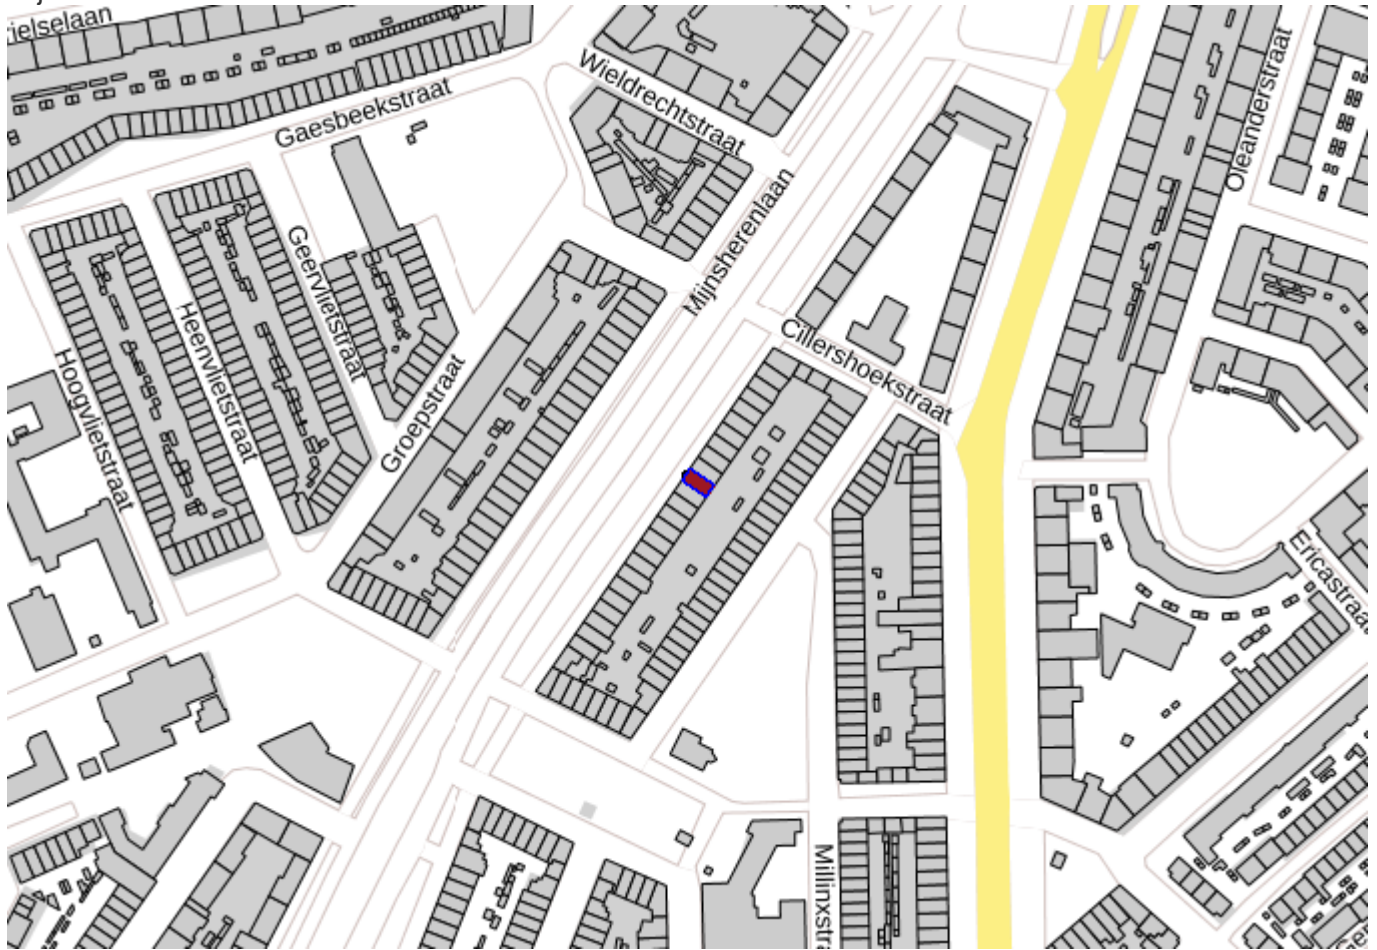 Wieldrechtstraat
Gaesbeekstraat
Oleanderstraat
Mijnsherenlaan
Geervlietstraat
Heenvlietstraat
Cillershoekstraat
Hoogvlietstraat
Groepstraat
Ericastraat